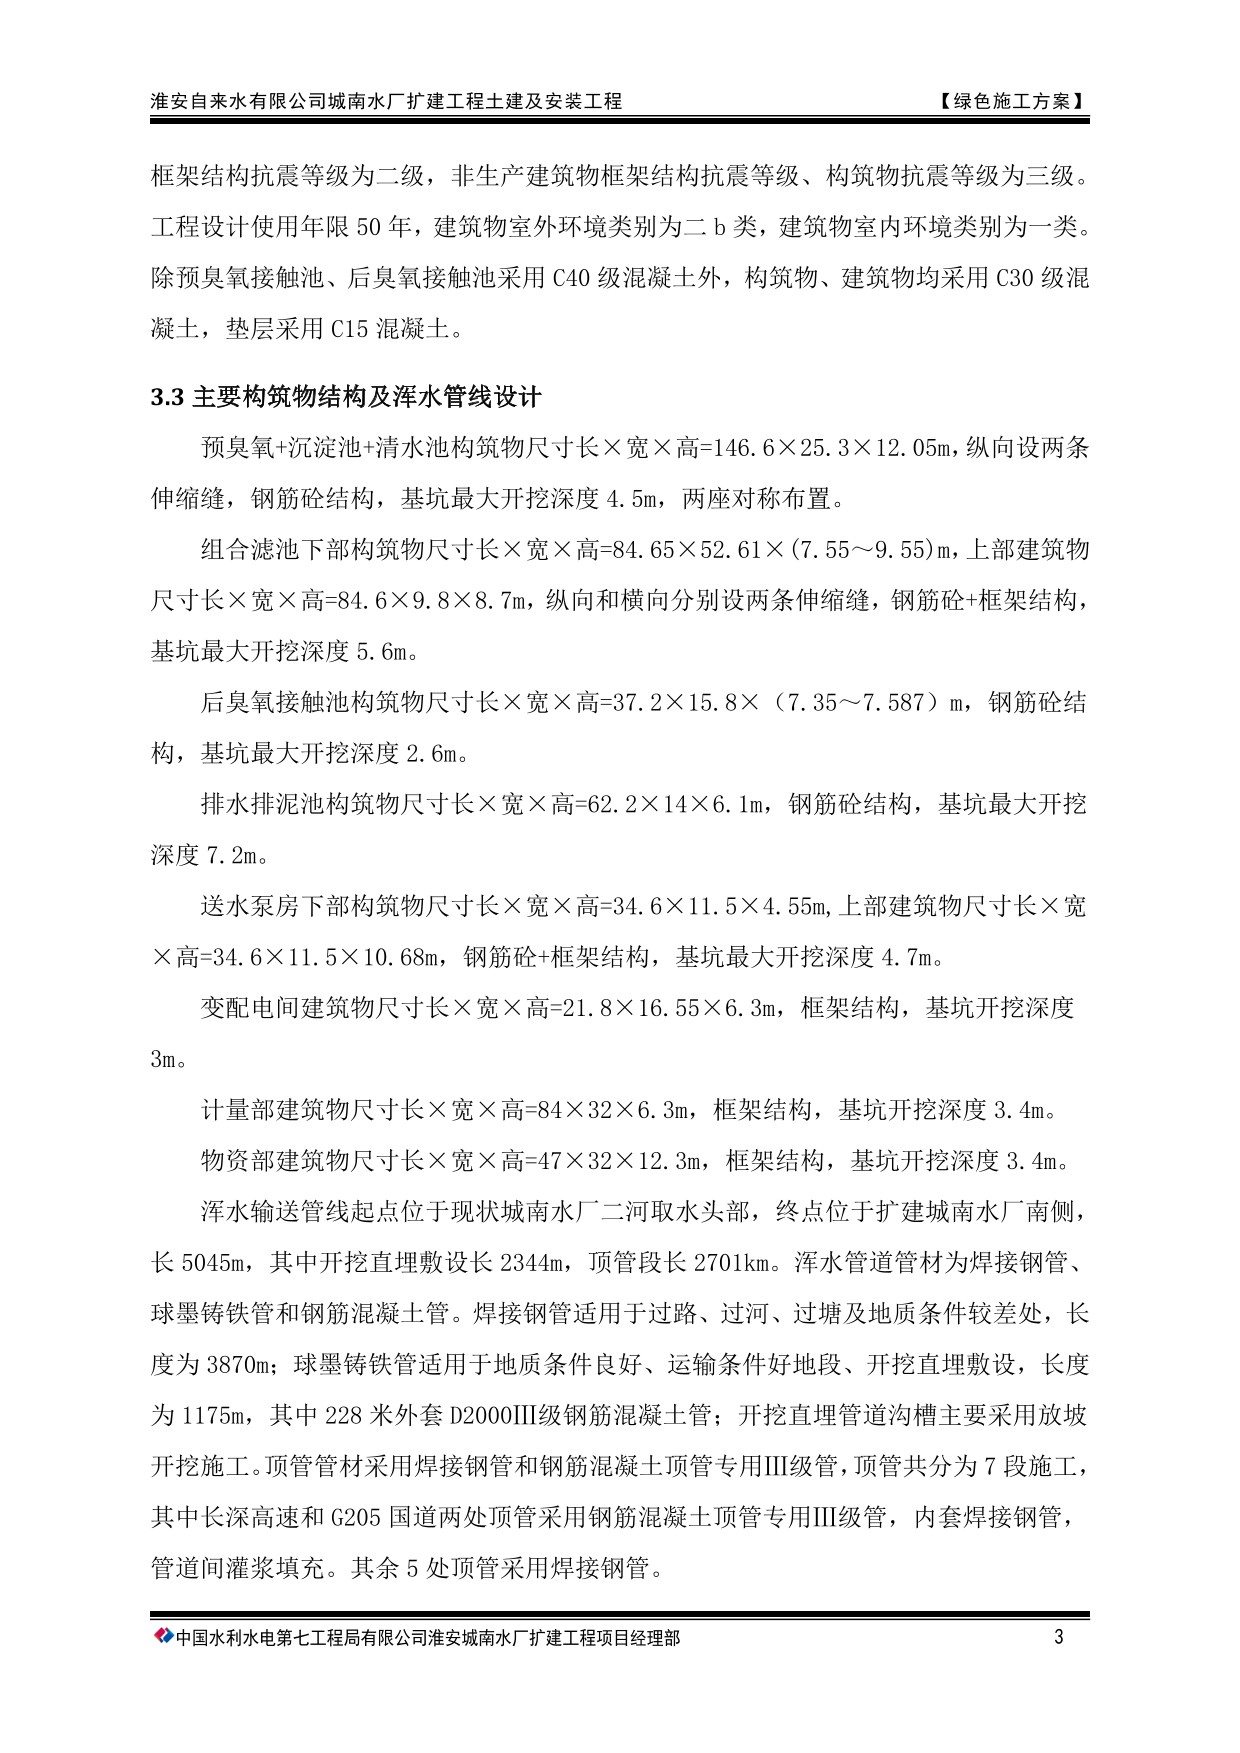 淮安自来水有限公司城南水厂扩建工程土建及安装工程 【绿色施工方案】
框架结构抗震等级为二级，非生产建筑物框架结构抗震等级、构筑物抗震等级为三级。
工程设计使用年限 50 年，建筑物室外环境类别为二 b 类，建筑物室内环境类别为一类。
除预臭氧接触池、后臭氧接触池采用 C40 级混凝土外，构筑物、建筑物均采用 C30 级混
凝土，垫层采用 C15 混凝土。
3.3 主要构筑物结构及浑水管线设计
预臭氧+沉淀池+清水池构筑物尺寸长×宽×高=146.6×25.3×12.05m，纵向设两条
伸缩缝，钢筋砼结构，基坑最大开挖深度 4.5m，两座对称布置。
组合滤池下部构筑物尺寸长×宽×高=84.65×52.61×(7.55～9.55)m，上部建筑物
尺寸长×宽×高=84.6×9.8×8.7m，纵向和横向分别设两条伸缩缝，钢筋砼+框架结构，
基坑最大开挖深度 5.6m。
后臭氧接触池构筑物尺寸长×宽×高=37.2×15.8×（7.35～7.587）m，钢筋砼结
构，基坑最大开挖深度 2.6m。
排水排泥池构筑物尺寸长×宽×高=62.2×14×6.1m，钢筋砼结构，基坑最大开挖
深度 7.2m。
送水泵房下部构筑物尺寸长×宽×高=34.6×11.5×4.55m,上部建筑物尺寸长×宽
×高=34.6×11.5×10.68m，钢筋砼+框架结构，基坑最大开挖深度 4.7m。
变配电间建筑物尺寸长×宽×高=21.8×16.55×6.3m，框架结构，基坑开挖深度
3m。
计量部建筑物尺寸长×宽×高=84×32×6.3m，框架结构，基坑开挖深度 3.4m。
物资部建筑物尺寸长×宽×高=47×32×12.3m，框架结构，基坑开挖深度 3.4m。
浑水输送管线起点位于现状城南水厂二河取水头部，终点位于扩建城南水厂南侧，
长 5045m，其中开挖直埋敷设长 2344m，顶管段长 2701km。浑水管道管材为焊接钢管、
球墨铸铁管和钢筋混凝土管。焊接钢管适用于过路、过河、过塘及地质条件较差处，长
度为 3870m；球墨铸铁管适用于地质条件良好、运输条件好地段、开挖直埋敷设，长度
为 1175m，其中 228 米外套 D2000Ⅲ级钢筋混凝土管；开挖直埋管道沟槽主要采用放坡
开挖施工。顶管管材采用焊接钢管和钢筋混凝土顶管专用Ⅲ级管，顶管共分为 7 段施工，
其中长深高速和 G205 国道两处顶管采用钢筋混凝土顶管专用Ⅲ级管，内套焊接钢管，
管道间灌浆填充。其余 5 处顶管采用焊接钢管。
中国水利水电第七工程局有限公司淮安城南水厂扩建工程项目经理部 3